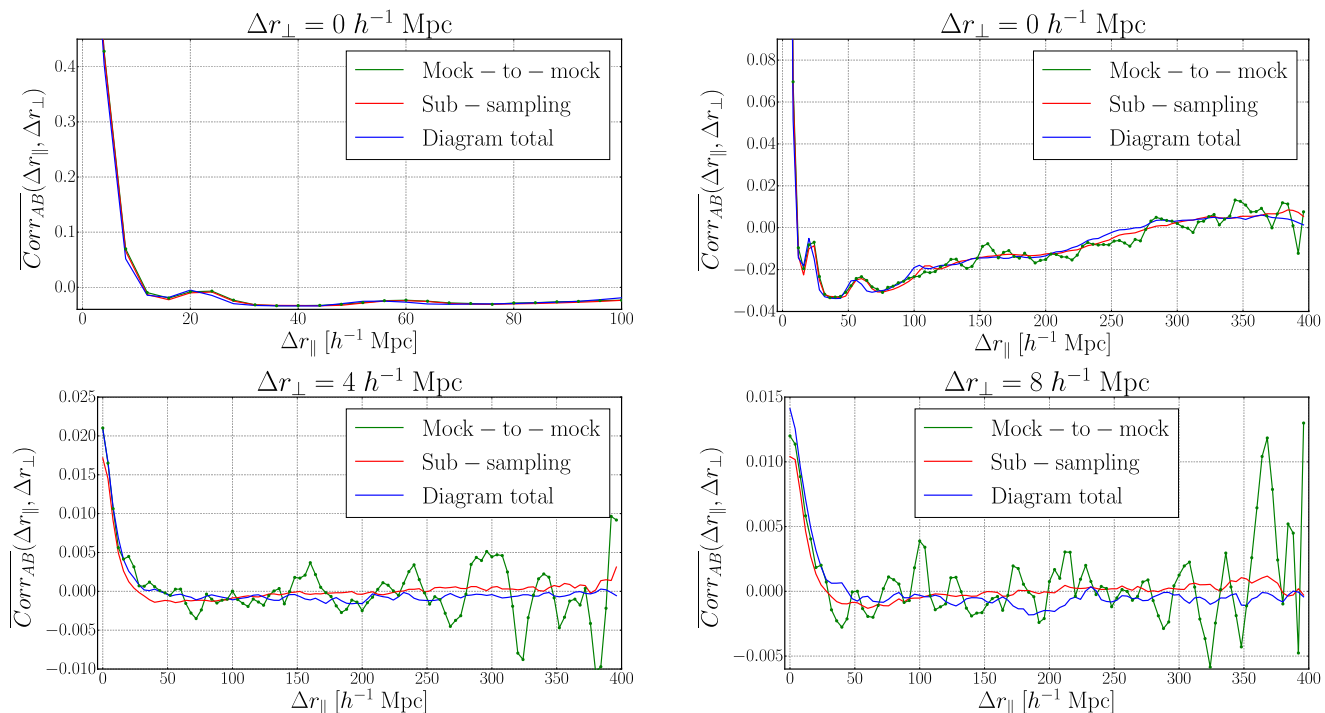 Δr⊥ = 0 h⁻¹ Mpc
Corr_AB(Δr∥, Δr⊥)
0.4
0.3
0.2
0.1
0.0
Mock – to – mock
Sub – sampling
Diagram total
0 20 40 60 80 100
Δr∥ [h⁻¹ Mpc]
Δr⊥ = 0 h⁻¹ Mpc
Corr_AB(Δr∥, Δr⊥)
0.08
0.06
0.04
0.02
0.00
−0.02
−0.04
Mock – to – mock
Sub – sampling
Diagram total
0 50 100 150 200 250 300 350 400
Δr∥ [h⁻¹ Mpc]
Δr⊥ = 4 h⁻¹ Mpc
Corr_AB(Δr∥, Δr⊥)
0.025
0.020
0.015
0.010
0.005
0.000
−0.005
−0.010
Mock – to – mock
Sub – sampling
Diagram total
0 50 100 150 200 250 300 350 400
Δr∥ [h⁻¹ Mpc]
Δr⊥ = 8 h⁻¹ Mpc
Corr_AB(Δr∥, Δr⊥)
0.015
0.010
0.005
0.000
−0.005
Mock – to – mock
Sub – sampling
Diagram total
0 50 100 150 200 250 300 350 400
Δr∥ [h⁻¹ Mpc]